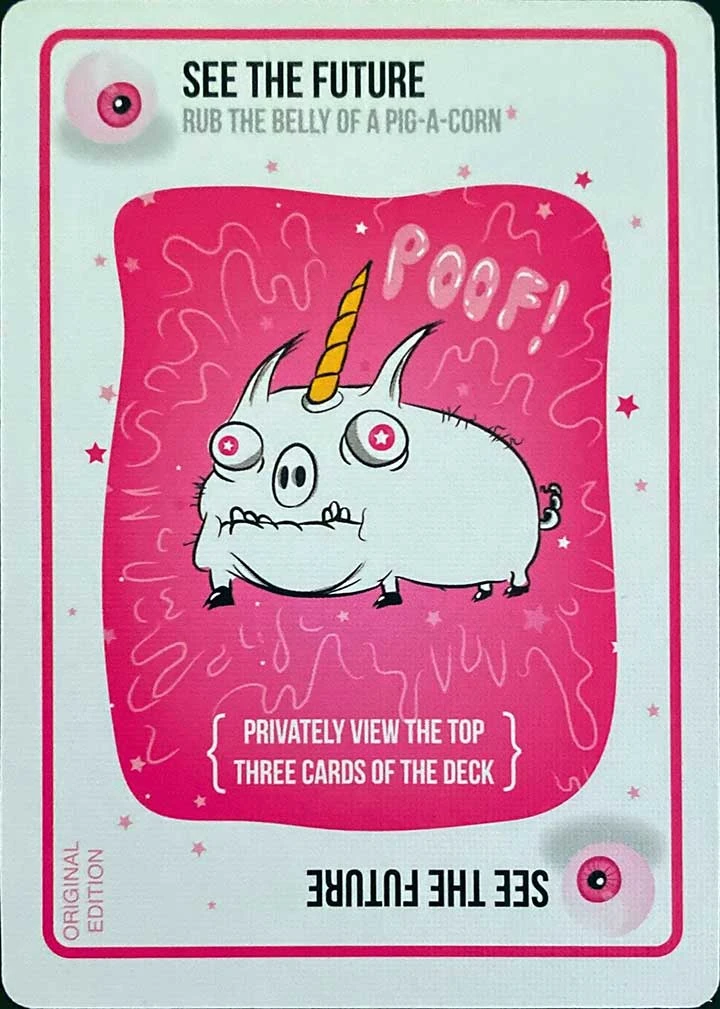 SEE THE FUTURE
RUB THE BELLY OF A PIG-A-CORN
POOF!
PRIVATELY VIEW THE TOP
THREE CARDS OF THE DECK
SEE THE FUTURE
ORIGINAL
EDITION